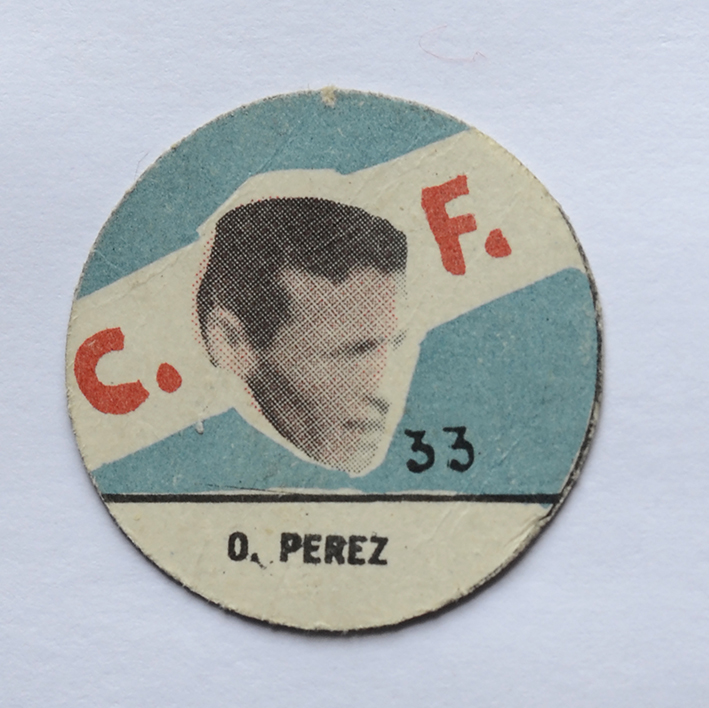 C. F.
33
O. PEREZ